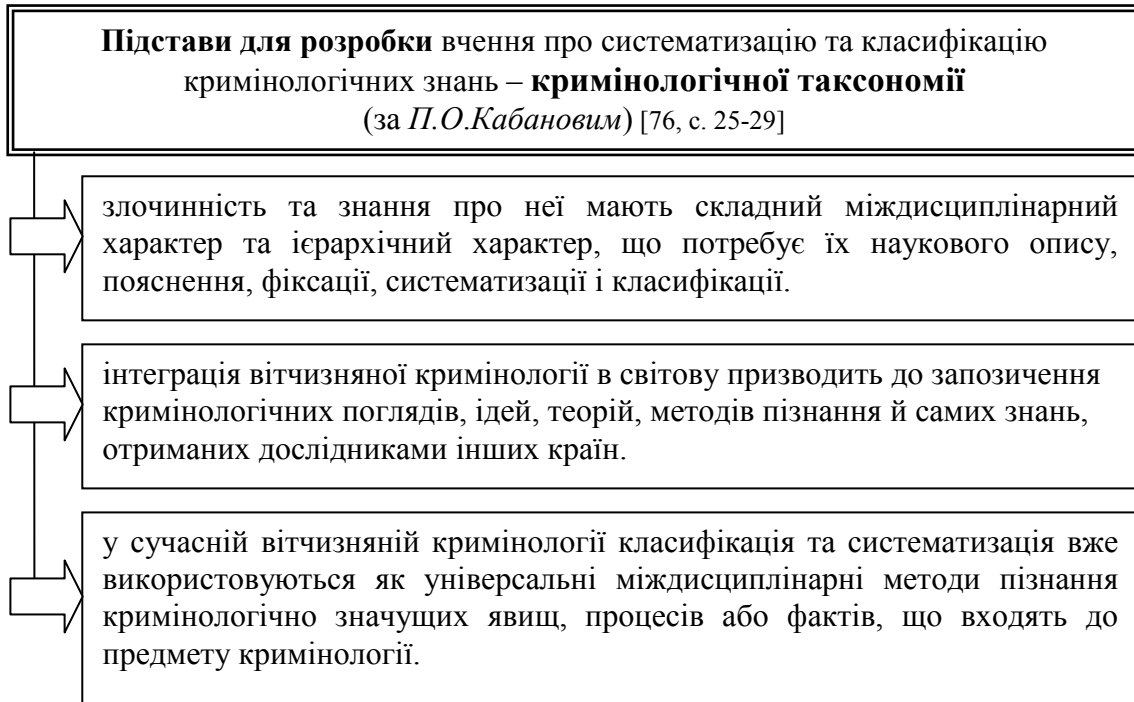 Підстави для розробки вчення про систематизацію та класифікацію
кримінологічних знань – кримінологічної таксономії
(за П.О.Кабановим) [76, с. 25-29]
злочинність та знання про неї мають складний міждисциплінарний
характер та ієрархічний характер, що потребує їх наукового опису,
пояснення, фіксації, систематизації і класифікації.
інтеграція вітчизняної кримінології в світову призводить до запозичення
кримінологічних поглядів, ідей, теорій, методів пізнання й самих знань,
отриманих дослідниками інших країн.
у сучасній вітчизняній кримінології класифікація та систематизація вже
використовуються як універсальні міждисциплінарні методи пізнання
кримінологічно значущих явищ, процесів або фактів, що входять до
предмету кримінології.